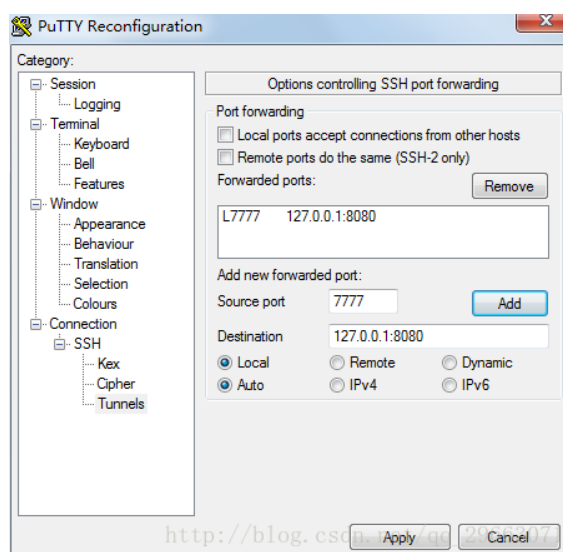 PuTTY Reconfiguration
Category:
Session
Logging
Terminal
Keyboard
Bell
Features
Window
Appearance
Behaviour
Translation
Selection
Colours
Connection
SSH
Kex
Cipher
Tunnels
Options controlling SSH port forwarding
Port forwarding
Local ports accept connections from other hosts
Remote ports do the same (SSH-2 only)
Forwarded ports:
Remove
L7777 127.0.0.1:8080
Add new forwarded port:
Source port 7777 Add
Destination 127.0.0.1:8080
Local Remote Dynamic
Auto IPv4 IPv6
Apply Cancel
http://blog.csdn.net/qq_29663071